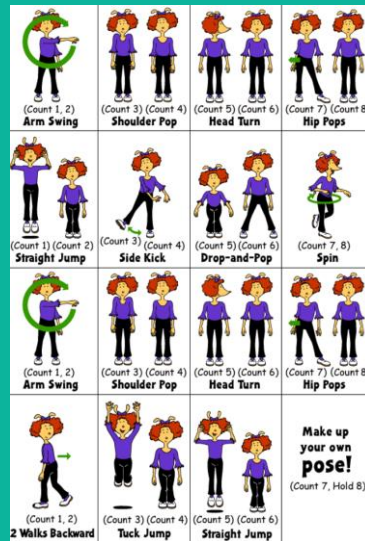 (Count 1, 2)
Arm Swing
(Count 3) (Count 4)
Shoulder Pop
(Count 5) (Count 6)
Head Turn
(Count 7) (Count 8
Hip Pops
(Count 1) (Count 2)
Straight Jump
(Count 3) (Count 4)
Side Kick
(Count 5) (Count 6)
Drop-and-Pop
(Count 7, 8)
Spin
(Count 1, 2)
Arm Swing
(Count 3) (Count 4)
Shoulder Pop
(Count 5) (Count 6)
Head Turn
(Count 7) (Count 8
Hip Pops
(Count 1, 2)
2 Walks Backward
(Count 3) (Count 4)
Tuck Jump
(Count 5) (Count 6)
Straight Jump
Make up
your own
pose!
(Count 7, Hold 8)